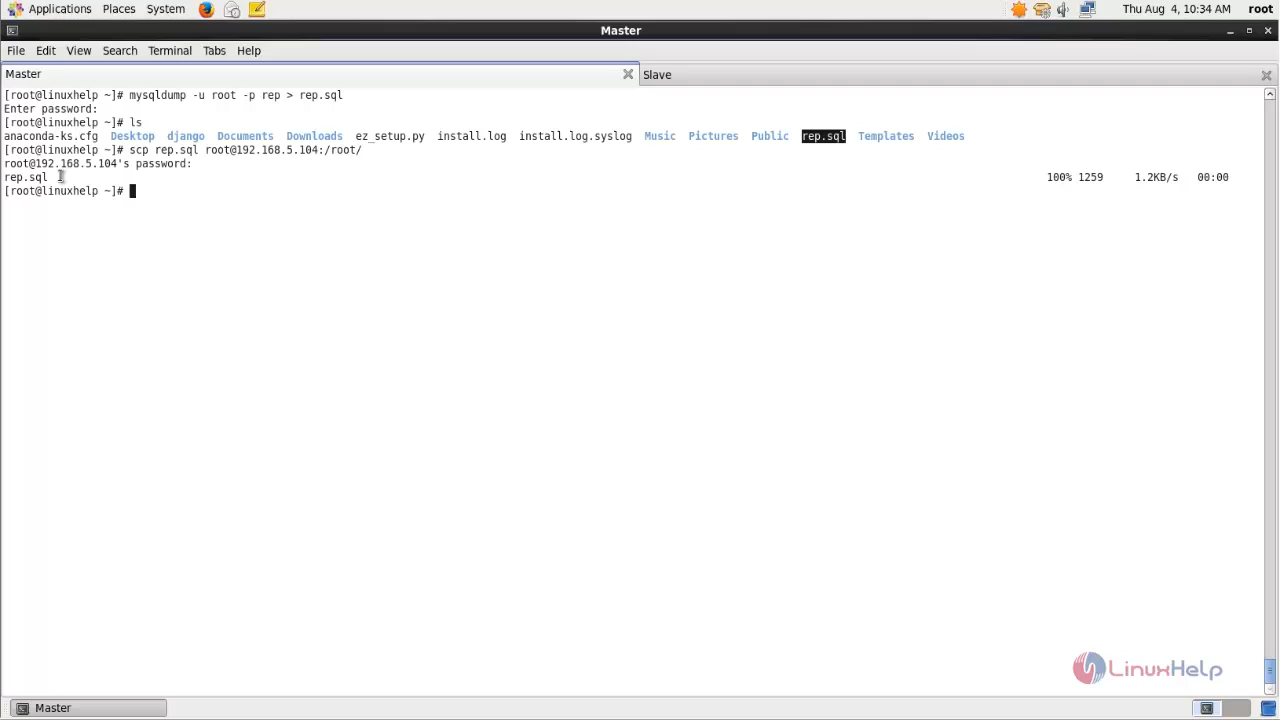 Applications Places System Thu Aug 4, 10:34 AM root
Master
File Edit View Search Terminal Tabs Help
Master Slave
[root@linuxhelp ~]# mysqldump -u root -p rep > rep.sql
Enter password:
[root@linuxhelp ~]# ls
anaconda-ks.cfg Desktop django Documents Downloads ez_setup.py install.log install.log.syslog Music Pictures Public rep.sql Templates Videos
[root@linuxhelp ~]# scp rep.sql root@192.168.5.104:/root/
root@192.168.5.104's password:
rep.sql 100% 1259 1.2KB/s 00:00
[root@linuxhelp ~]#
LinuxHelp
Master